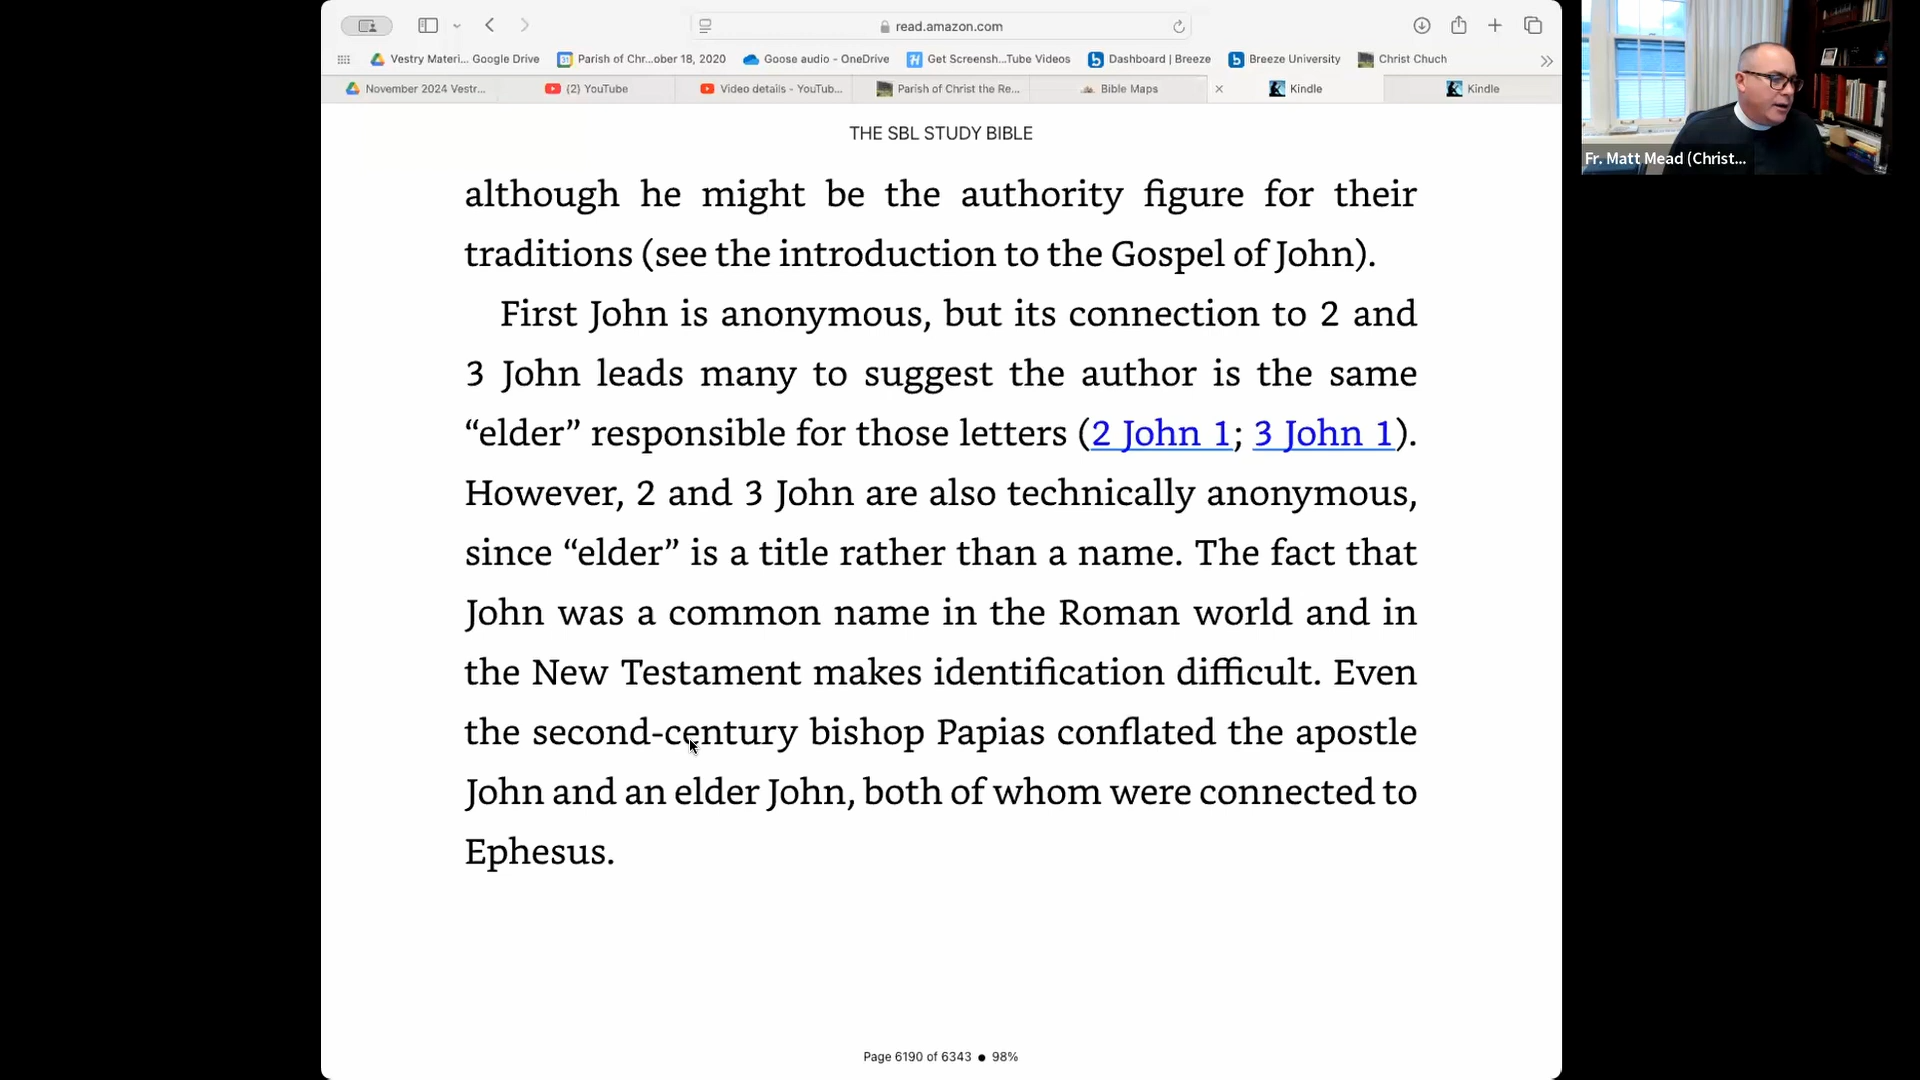 read.amazon.com
Vestry Materi... Google Drive
Parish of Chr...ober 18, 2020
Goose audio - OneDrive
Get Screensh...Tube Videos
Dashboard | Breeze
Breeze University
Christ Chuch
November 2024 Vestr...
(2) YouTube
Video details - YouTub...
Parish of Christ the Re...
Bible Maps
Kindle
Kindle
Fr. Matt Mead (Christ...
THE SBL STUDY BIBLE
although he might be the authority figure for their
traditions (see the introduction to the Gospel of John).
First John is anonymous, but its connection to 2 and
3 John leads many to suggest the author is the same
“elder” responsible for those letters (2 John 1; 3 John 1).
However, 2 and 3 John are also technically anonymous,
since “elder” is a title rather than a name. The fact that
John was a common name in the Roman world and in
the New Testament makes identification difficult. Even
the second-century bishop Papias conflated the apostle
John and an elder John, both of whom were connected to
Ephesus.
Page 6190 of 6343 ● 98%